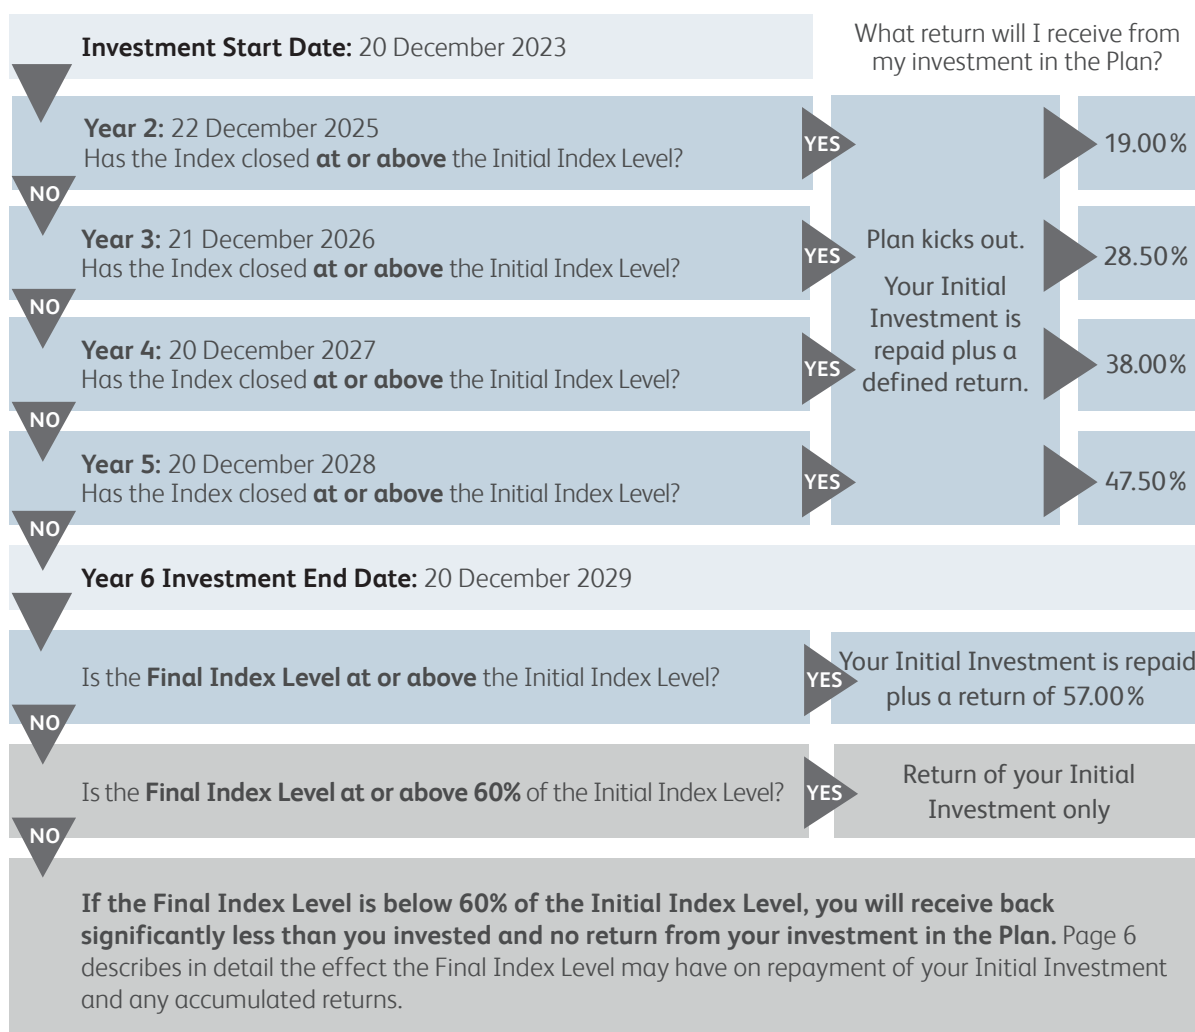 Investment Start Date: 20 December 2023
What return will I receive from
my investment in the Plan?
Year 2: 22 December 2025
Has the Index closed at or above the Initial Index Level?
YES
19.00%
NO
Year 3: 21 December 2026
Has the Index closed at or above the Initial Index Level?
YES
Plan kicks out.
Your Initial
Investment is
repaid plus a
defined return.
28.50%
NO
Year 4: 20 December 2027
Has the Index closed at or above the Initial Index Level?
YES
38.00%
NO
Year 5: 20 December 2028
Has the Index closed at or above the Initial Index Level?
YES
47.50%
NO
Year 6 Investment End Date: 20 December 2029
Is the Final Index Level at or above the Initial Index Level?
YES
Your Initial Investment is repaid
plus a return of 57.00%
NO
Is the Final Index Level at or above 60% of the Initial Index Level?
YES
Return of your Initial
Investment only
NO
If the Final Index Level is below 60% of the Initial Index Level, you will receive back
significantly less than you invested and no return from your investment in the Plan. Page 6
describes in detail the effect the Final Index Level may have on repayment of your Initial Investment
and any accumulated returns.